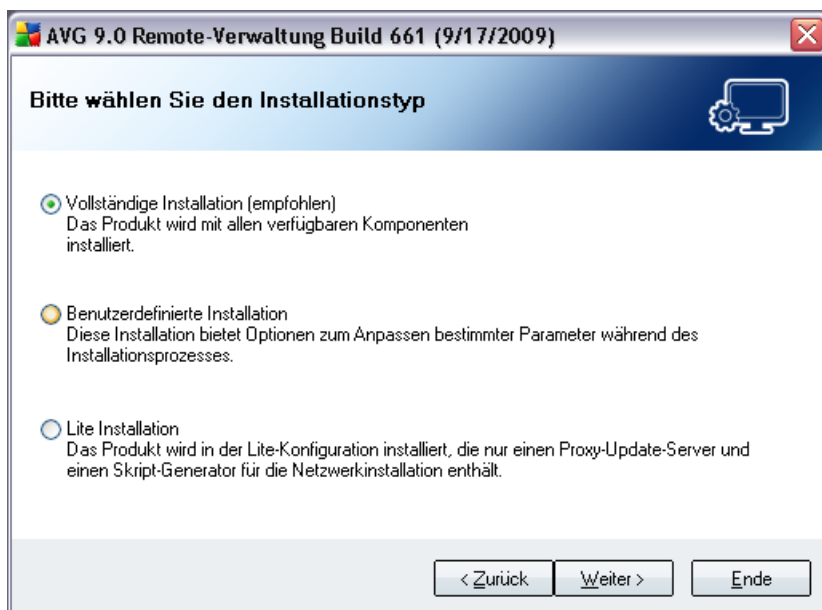 AVG 9.0 Remote-Verwaltung Build 661 (9/17/2009)
Bitte wählen Sie den Installationstyp
Vollständige Installation (empfohlen)
Das Produkt wird mit allen verfügbaren Komponenten
installiert.
Benutzerdefinierte Installation
Diese Installation bietet Optionen zum Anpassen bestimmter Parameter während des
Installationsprozesses.
Lite Installation
Das Produkt wird in der Lite-Konfiguration installiert, die nur einen Proxy-Update-Server und
einen Skript-Generator für die Netzwerkinstallation enthält.
< Zurück Weiter > Ende